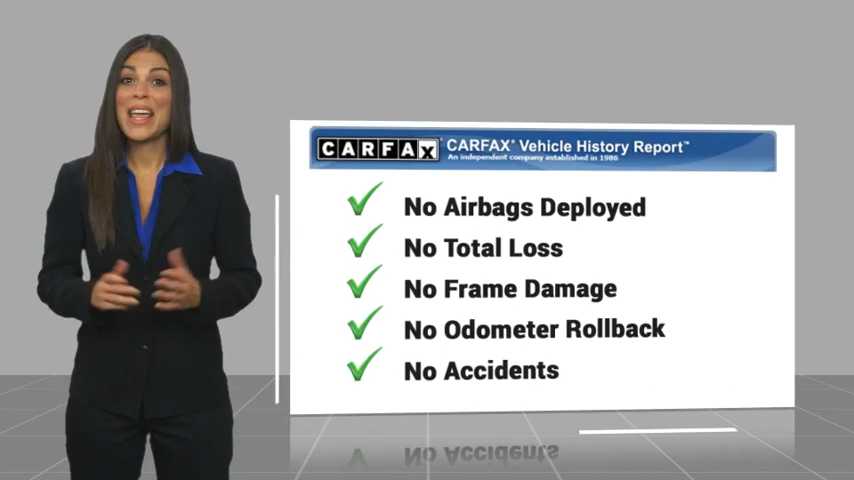 CARFAX CARFAX® Vehicle History Report™
An independent company established in 1986
No Airbags Deployed
No Total Loss
No Frame Damage
No Odometer Rollback
No Accidents
No Accidents